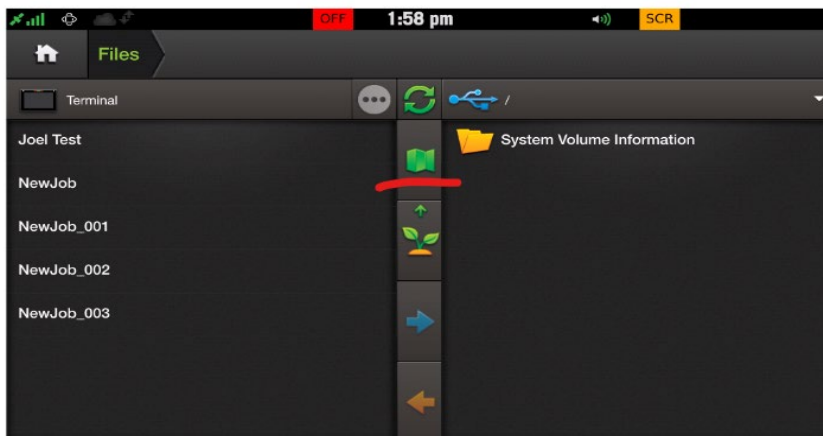 OFF 1:58 pm SCR
Files
Terminal /
Joel Test
System Volume Information
NewJob
NewJob_001
NewJob_002
NewJob_003